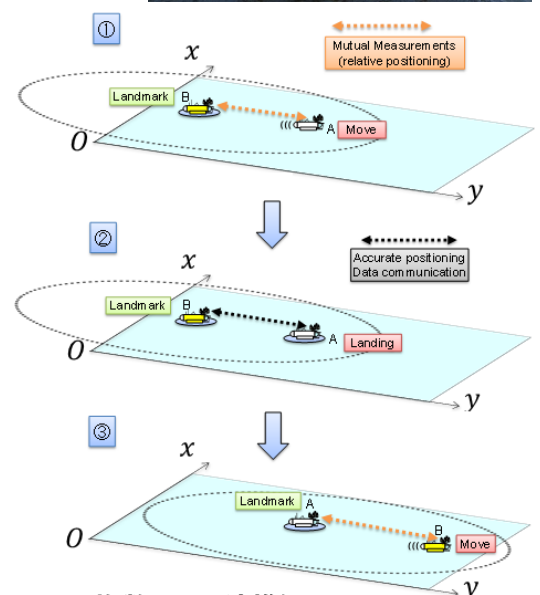 ①
Mutual Measurements
(relative positioning)
x
Landmark
B
A
Move
O
y
②
Accurate positioning
Data communication
x
Landmark
B
A
Landing
O
y
③
x
Landmark
A
B
Move
O
y